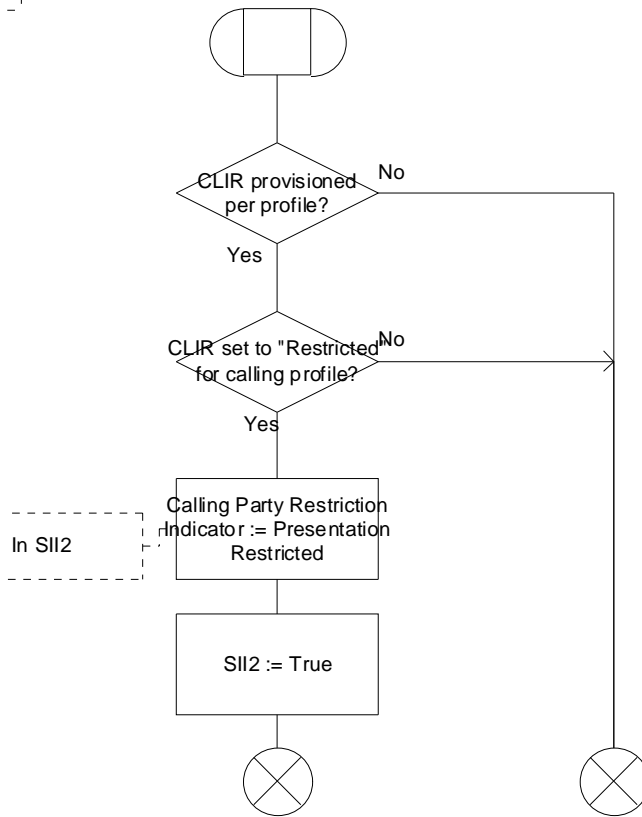 CLIR provisioned
per profile?
No
Yes
CLIR set to "Restricted"
for calling profile?
No
Yes
Calling Party Restriction
Indicator := Presentation
Restricted
In SII2
SII2 := True